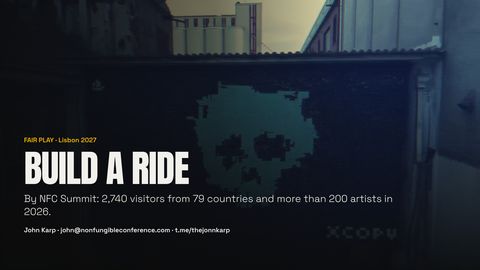 FAIR PLAY · Lisbon 2027
BUILD A RIDE
By NFC Summit: 2,740 visitors from 79 countries and more than 200 artists in
2026.
John Karp · john@nonfungibleconference.com · t.me/thejonnkarp
XCOPY